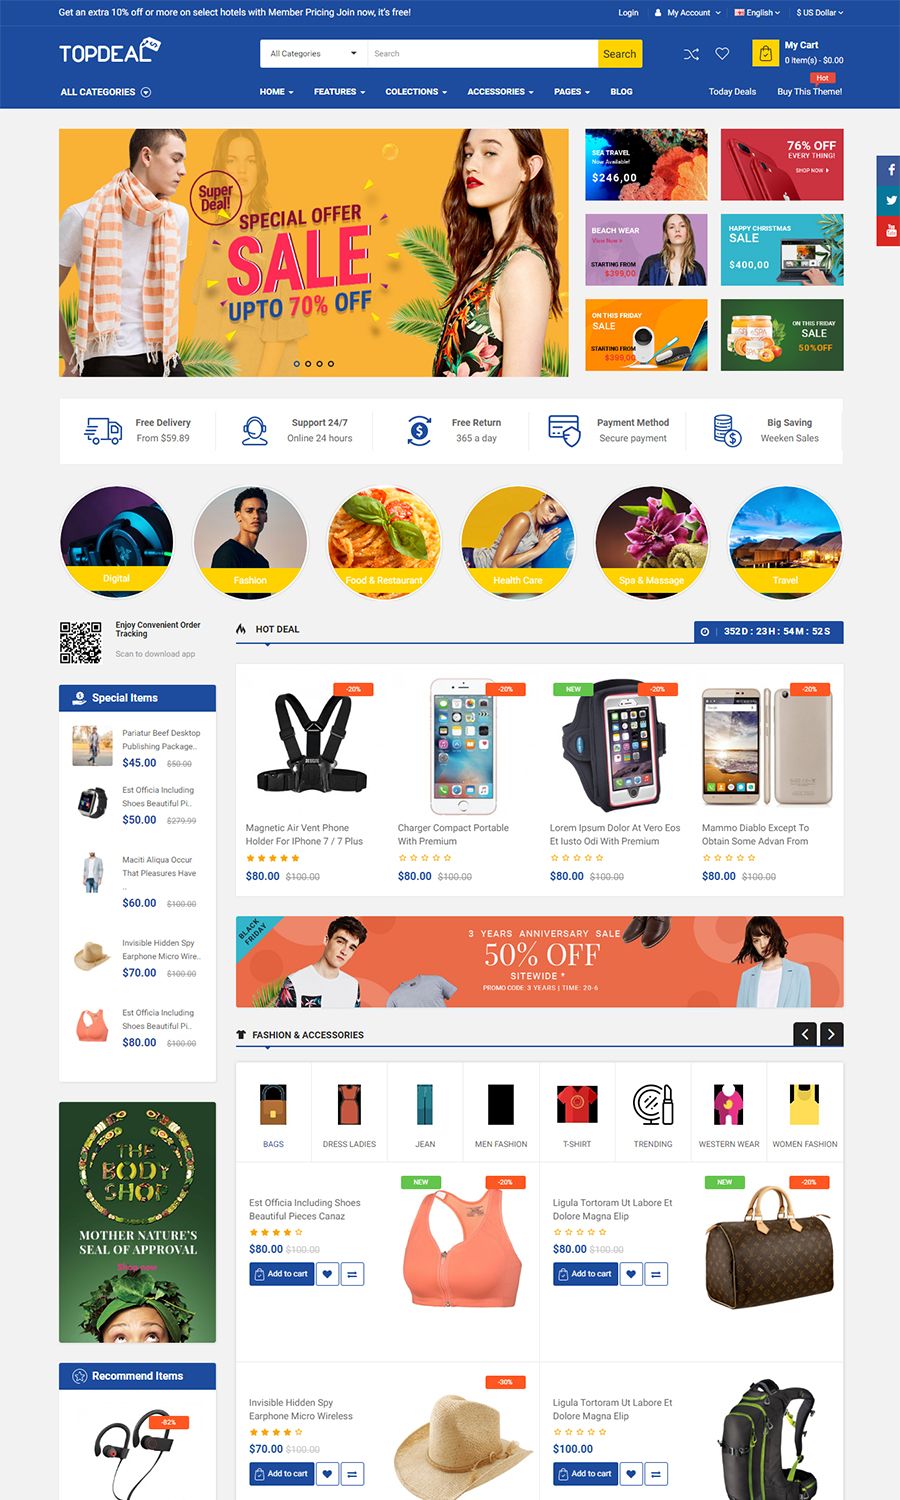 Get an extra 10% off or more on select hotels with Member Pricing Join now, it's free!
Login My Account English $ US Dollar
TOPDEAL
All Categories Search Search
My Cart
0 item(s) - $0.00
ALL CATEGORIES
HOME FEATURES COLECTIONS ACCESSORIES PAGES BLOG
Today Deals
Hot
Buy This Theme!
Super
Deal!
SPECIAL OFFER
SALE
UPTO 70% OFF
SEA TRAVEL
Now Available!
$246,00
76% OFF
EVERY THING!
SHOP NOW
BEACH WEAR
View Now >
STARTING FROM
$399,00
HAPPY CHRISTMAS
SALE
$400,00
ON THIS FRIDAY
SALE
STARTING FROM
$399,00
ON THIS FRIDAY
SALE
50%OFF
SPA
SPA
Free Delivery
From $59.89
Support 24/7
Online 24 hours
Free Return
365 a day
Payment Method
Secure payment
Big Saving
Weeken Sales
Digital
Fashion
Food & Restaurant
Health Care
Spa & Massage
Travel
Enjoy Convenient Order
Tracking
Scan to download app
HOT DEAL
352D : 23H : 54M : 52S
Special Items
Pariatur Beef Desktop
Publishing Package..
$45.00 $50.00
Est Officia Including
Shoes Beautiful Pi..
$50.00 $279.99
Maciti Aliqua Occur
That Pleasures Have
..
$60.00 $100.00
Invisible Hidden Spy
Earphone Micro Wire..
$70.00 $100.00
Est Officia Including
Shoes Beautiful Pi..
$80.00 $100.00
-20%
Magnetic Air Vent Phone
Holder For IPhone 7 / 7 Plus
$80.00 $100.00
-20%
Charger Compact Portable
With Premium
$80.00 $100.00
NEW -20%
Lorem Ipsum Dolor At Vero Eos
Et Iusto Odi With Premium
$80.00 $100.00
-20%
Mammo Diablo Except To
Obtain Some Advan From
$80.00 $100.00
BLACK
FRIDAY
3 YEARS ANNIVERSARY SALE
50% OFF
SITEWIDE *
PROMO CODE 3 YEARS | TIME: 20-6
FASHION & ACCESSORIES
BAGS
DRESS LADIES
JEAN
MEN FASHION
T-SHIRT
TRENDING
WESTERN WEAR
WOMEN FASHION
THE
BODY
SHOP
MOTHER NATURE'S
SEAL OF APPROVAL
Shop now
NEW -20%
Est Officia Including Shoes
Beautiful Pieces Canaz
$80.00 $100.00
Add to cart
NEW -20%
Ligula Tortoram Ut Labore Et
Dolore Magna Elip
$80.00 $100.00
Add to cart
Recommend Items
-82%
-30%
Invisible Hidden Spy
Earphone Micro Wireless
$70.00 $100.00
Add to cart
Ligula Tortoram Ut Labore Et
Dolore Magna Elip
$100.00
Add to cart